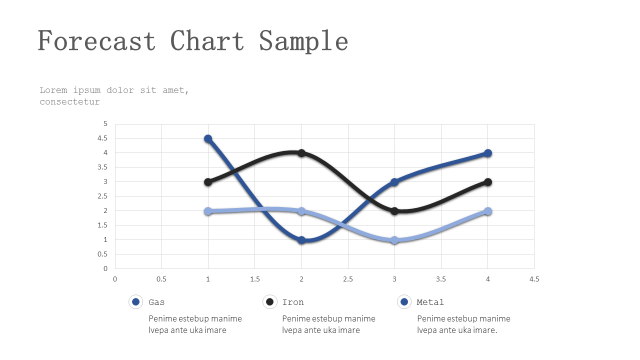 Forecast Chart Sample
Lorem ipsum dolor sit amet,
consectetur
5
4.5
4
3.5
3
2.5
2
1.5
1
0.5
0
0 0.5 1 1.5 2 2.5 3 3.5 4 4.5
Gas Iron Metal
Penime estebup manime Penime estebup manime Penime estebup manime
lvepa ante uka imare lvepa ante uka imare lvepa ante uka imare.